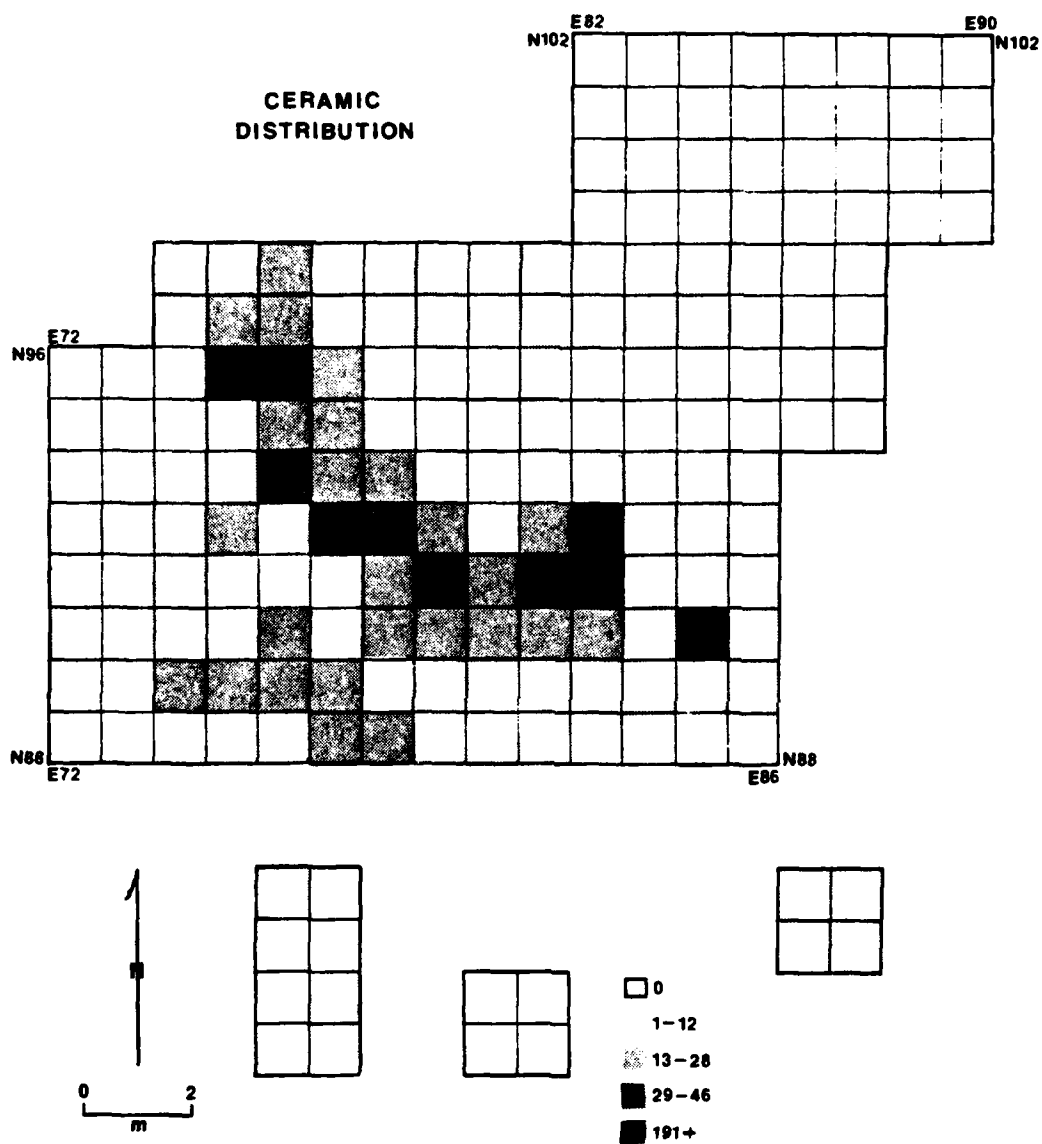 E82 E90
N102 N102
CERAMIC
DISTRIBUTION
E72
N96
N88 N88
E72 E86
0
1-12
13-28
0 2
29-46
m
191+